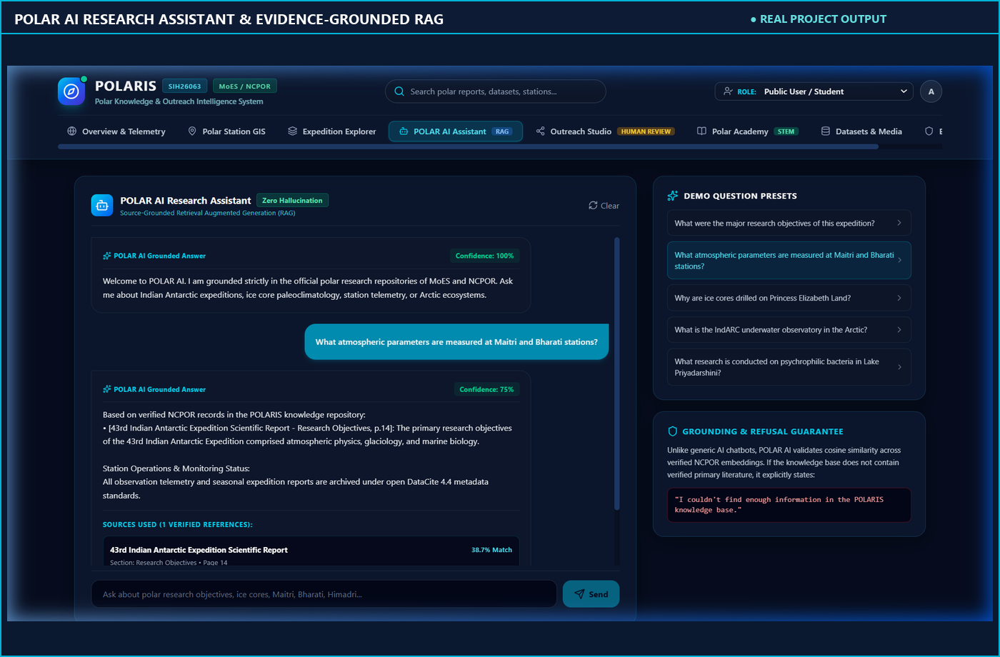 POLAR AI RESEARCH ASSISTANT & EVIDENCE-GROUNDED RAG
● REAL PROJECT OUTPUT
POLARIS SIH26063 MoES / NCPOR
Polar Knowledge & Outreach Intelligence System
Search polar reports, datasets, stations...
ROLE: Public User / Student
A
Overview & Telemetry
Polar Station GIS
Expedition Explorer
POLAR AI Assistant RAG
Outreach Studio HUMAN REVIEW
Polar Academy STEM
Datasets & Media
POLAR AI Research Assistant Zero Hallucination
Source-Grounded Retrieval Augmented Generation (RAG)
Clear
POLAR AI Grounded Answer
Confidence: 100%
Welcome to POLAR AI. I am grounded strictly in the official polar research repositories of MoES and NCPOR. Ask
me about Indian Antarctic expeditions, ice core paleoclimatology, station telemetry, or Arctic ecosystems.
What atmospheric parameters are measured at Maitri and Bharati stations?
POLAR AI Grounded Answer
Confidence: 75%
Based on verified NCPOR records in the POLARIS knowledge repository:
• [43rd Indian Antarctic Expedition Scientific Report - Research Objectives, p.14]: The primary research objectives
of the 43rd Indian Antarctic Expedition comprised atmospheric physics, glaciology, and marine biology.
Station Operations & Monitoring Status:
All observation telemetry and seasonal expedition reports are archived under open DataCite 4.4 metadata
standards.
SOURCES USED (1 VERIFIED REFERENCES):
43rd Indian Antarctic Expedition Scientific Report
38.7% Match
Section: Research Objectives • Page 14
Ask about polar research objectives, ice cores, Maitri, Bharati, Himadri...
Send
DEMO QUESTION PRESETS
What were the major research objectives of this expedition?
What atmospheric parameters are measured at Maitri and Bharati
stations?
Why are ice cores drilled on Princess Elizabeth Land?
What is the IndARC underwater observatory in the Arctic?
What research is conducted on psychrophilic bacteria in Lake
Priyadarshini?
GROUNDING & REFUSAL GUARANTEE
Unlike generic AI chatbots, POLAR AI validates cosine similarity across
verified NCPOR embeddings. If the knowledge base does not contain
verified primary literature, it explicitly states:
"I couldn't find enough information in the POLARIS
knowledge base."